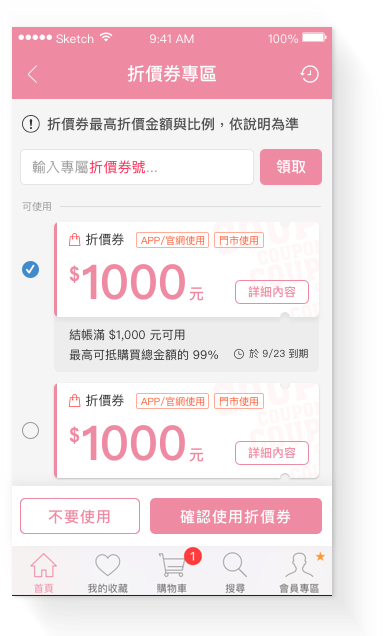 Sketch 9:41 AM 100%
折價券專區
折價券最高折價金額與比例，依說明為準
輸入專屬折價券號... 領取
可使用
折價券 APP/官網使用 門市使用
$1000元 詳細內容
結帳滿 $1,000 元可用
最高可抵購買總金額的 99% 於 9/23 到期
折價券 APP/官網使用 門市使用
$1000元 詳細內容
不要使用 確認使用折價券
1
首頁 我的收藏 購物車 搜尋 會員專區